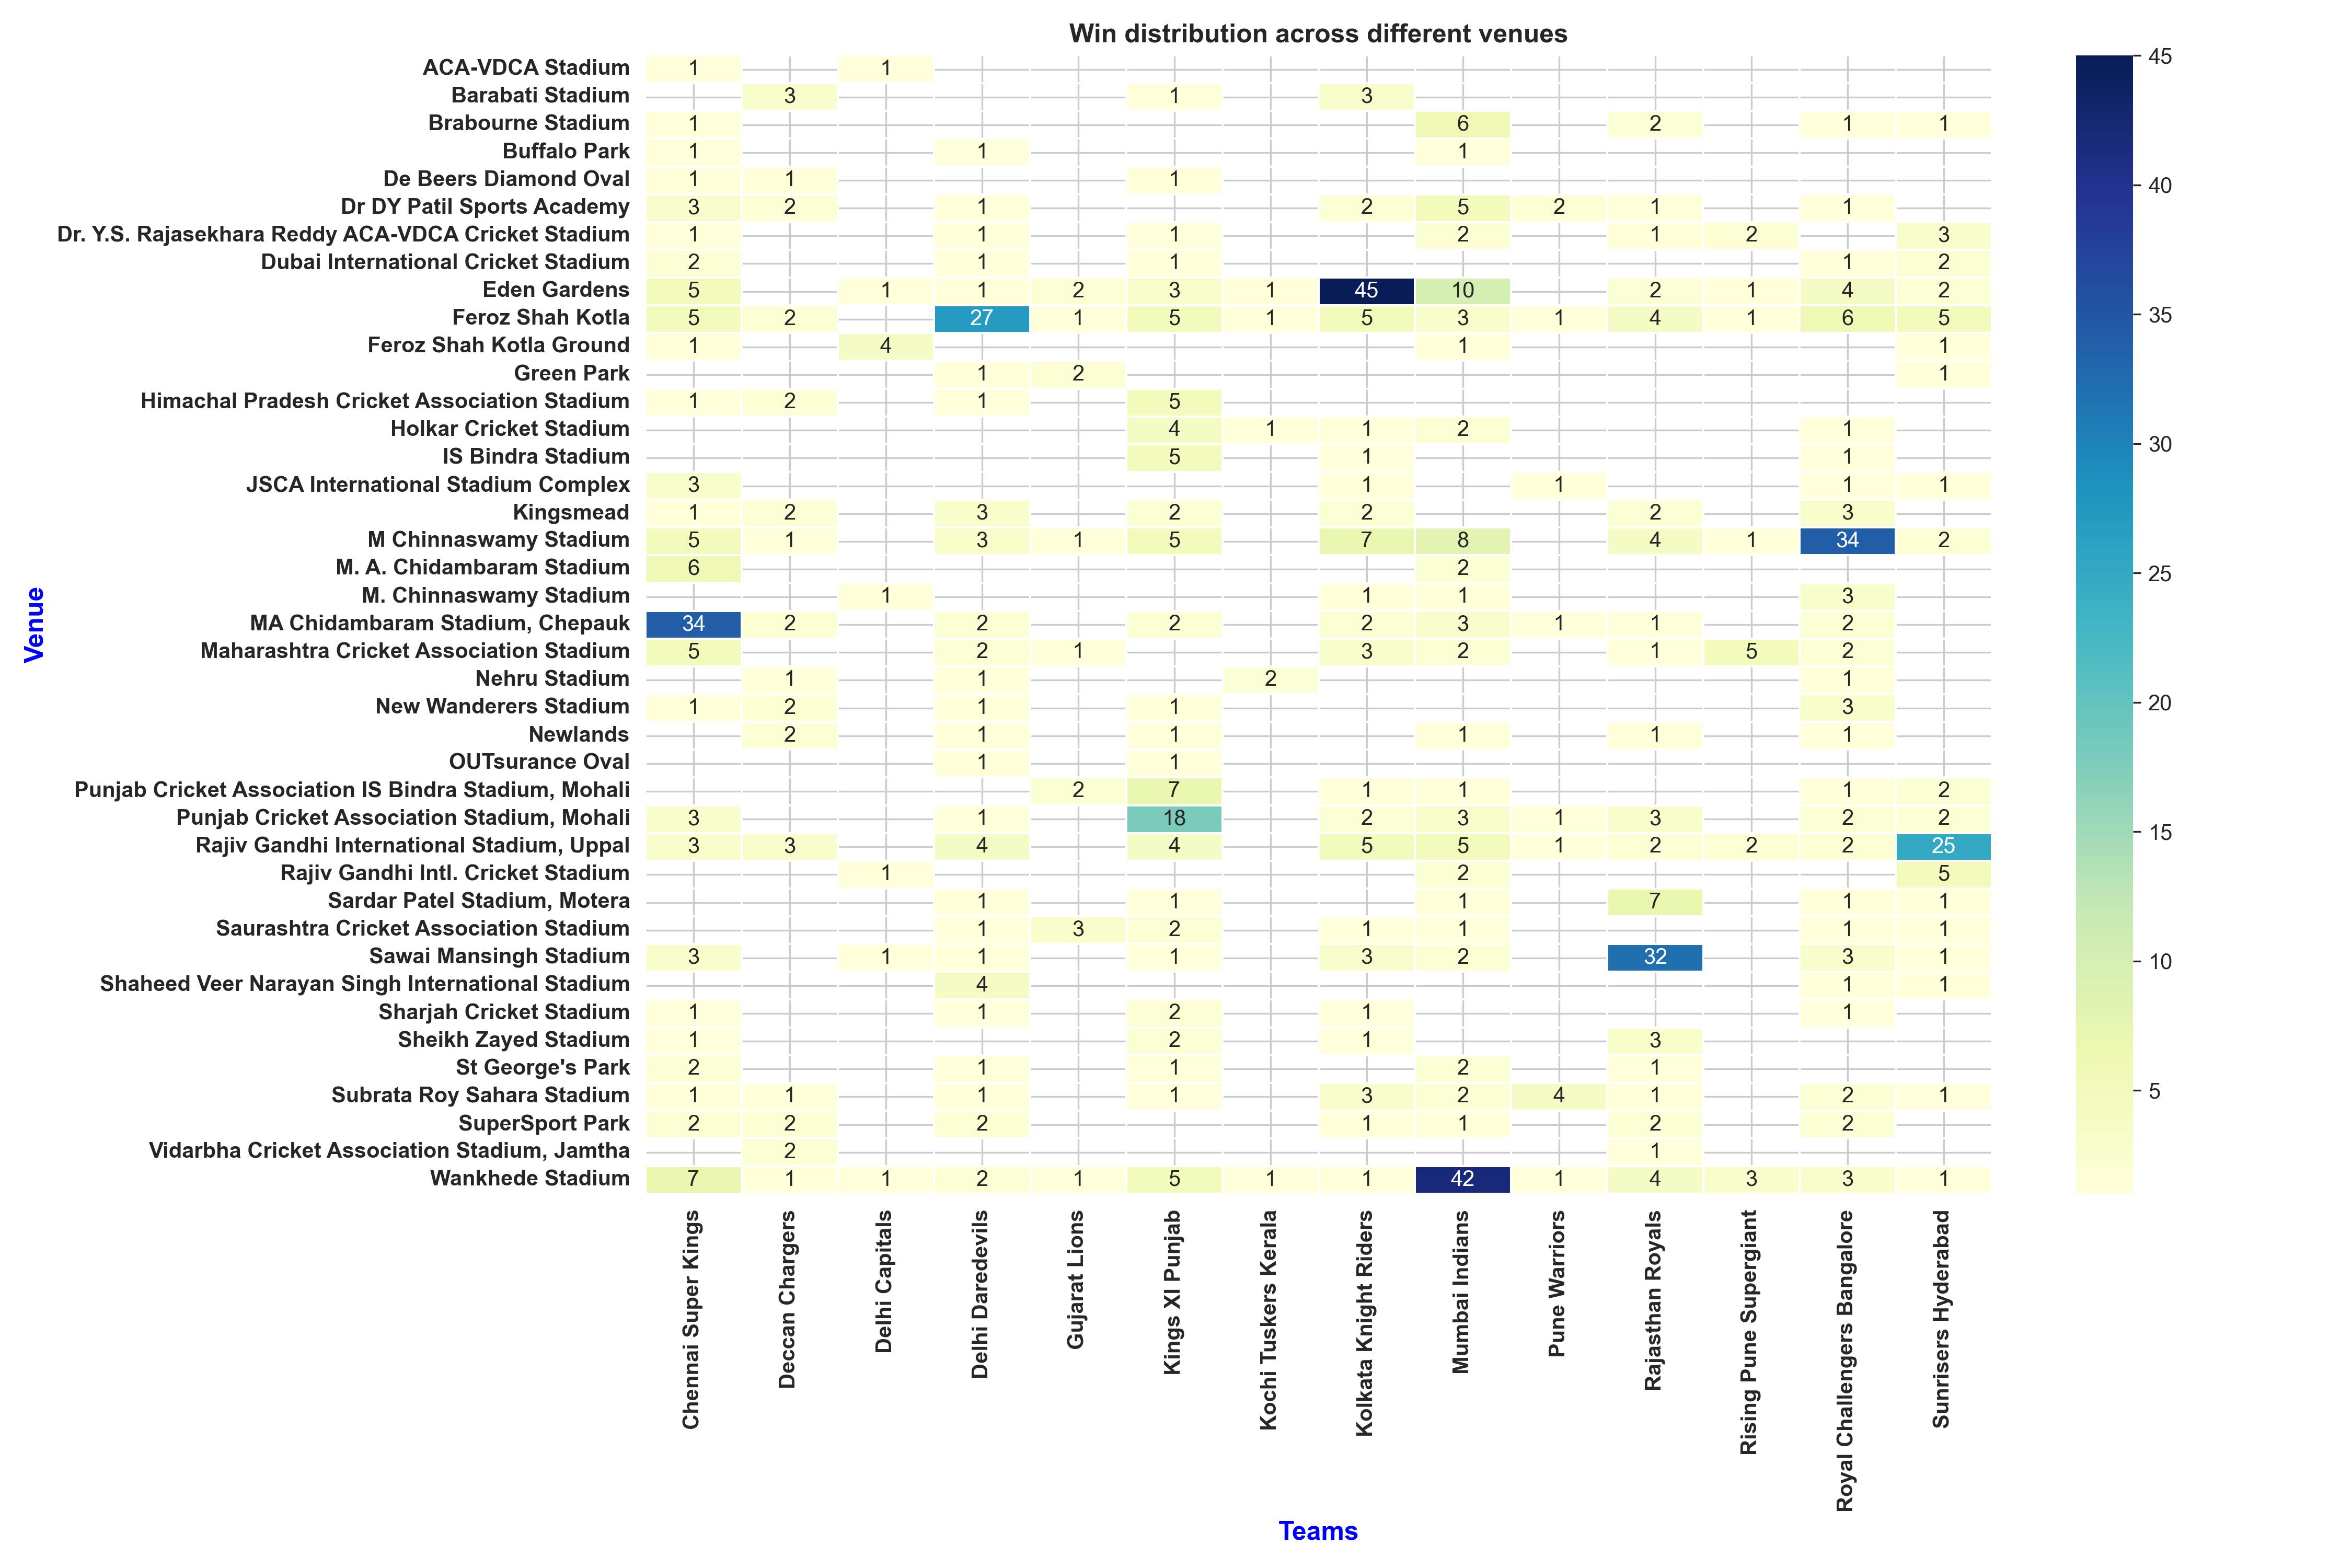 Win distribution across different venues
ACA-VDCA Stadium 1 1
Barabati Stadium 3 1 3
Brabourne Stadium 1 6 2 1 1
Buffalo Park 1 1 1
De Beers Diamond Oval 1 1 1
Dr DY Patil Sports Academy 3 2 1 2 5 2 1 1
Dr. Y.S. Rajasekhara Reddy ACA-VDCA Cricket Stadium 1 1 1 2 1 2 3
Dubai International Cricket Stadium 2 1 1 1 2
Eden Gardens 5 1 1 2 3 1 45 10 2 1 4 2
Feroz Shah Kotla 5 2 27 1 5 1 5 3 1 4 1 6 5
Feroz Shah Kotla Ground 1 4 1 1
Green Park 1 2 1
Himachal Pradesh Cricket Association Stadium 1 2 1 5
Holkar Cricket Stadium 4 1 1 2 1
IS Bindra Stadium 5 1 1
JSCA International Stadium Complex 3 1 1 1 1
Kingsmead 1 2 3 2 2 2 3
M Chinnaswamy Stadium 5 1 3 1 5 7 8 4 1 34 2
M. A. Chidambaram Stadium 6 2
M. Chinnaswamy Stadium 1 1 1 3
MA Chidambaram Stadium, Chepauk 34 2 2 2 2 3 1 1 2
Maharashtra Cricket Association Stadium 5 2 1 3 2 1 5 2
Nehru Stadium 1 1 2 1
New Wanderers Stadium 1 2 1 1 3
Newlands 2 1 1 1 1 1
OUTsurance Oval 1 1
Punjab Cricket Association IS Bindra Stadium, Mohali 2 7 1 1 1 2
Punjab Cricket Association Stadium, Mohali 3 1 18 2 3 1 3 2 2
Rajiv Gandhi International Stadium, Uppal 3 3 4 4 5 5 1 2 2 2 25
Rajiv Gandhi Intl. Cricket Stadium 1 2 5
Sardar Patel Stadium, Motera 1 1 1 7 1 1
Saurashtra Cricket Association Stadium 1 3 2 1 1 1 1
Sawai Mansingh Stadium 3 1 1 1 3 2 32 3 1
Shaheed Veer Narayan Singh International Stadium 4 1 1
Sharjah Cricket Stadium 1 1 2 1 1
Sheikh Zayed Stadium 1 2 1 3
St George's Park 2 1 1 2 1
Subrata Roy Sahara Stadium 1 1 1 1 3 2 4 1 2 1
SuperSport Park 2 2 2 1 1 2 2
Vidarbha Cricket Association Stadium, Jamtha 2 1
Wankhede Stadium 7 1 1 2 1 5 1 1 42 1 4 3 3 1
Venue
Chennai Super Kings
Deccan Chargers
Delhi Capitals
Delhi Daredevils
Gujarat Lions
Kings XI Punjab
Kochi Tuskers Kerala
Kolkata Knight Riders
Mumbai Indians
Pune Warriors
Rajasthan Royals
Rising Pune Supergiant
Royal Challengers Bangalore
Sunrisers Hyderabad
Teams
45
40
35
30
25
20
15
10
5